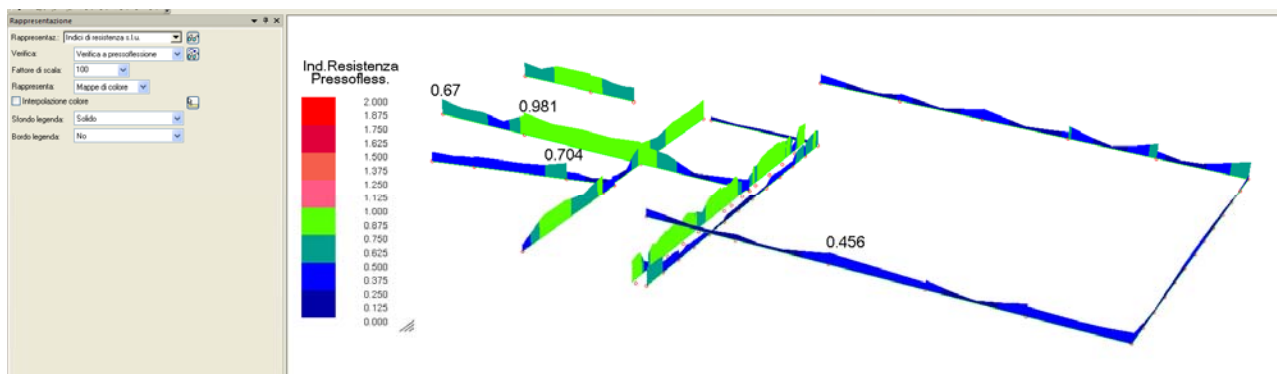 Rappresentazione
Rappresentaz.: Indici di resistenza s.l.u.
Verifica: Verifica a pressoflessione
Fattore di scala: 100
Rappresenta: Mappe di colore
Interpolazione colore
Sfondo legenda: Solido
Bordo legenda: No
Ind.Resistenza
Pressofless.
2.000
1.875
1.750
1.625
1.500
1.375
1.250
1.125
1.000
0.875
0.750
0.625
0.500
0.375
0.250
0.125
0.000
0.67
0.981
0.704
0.456